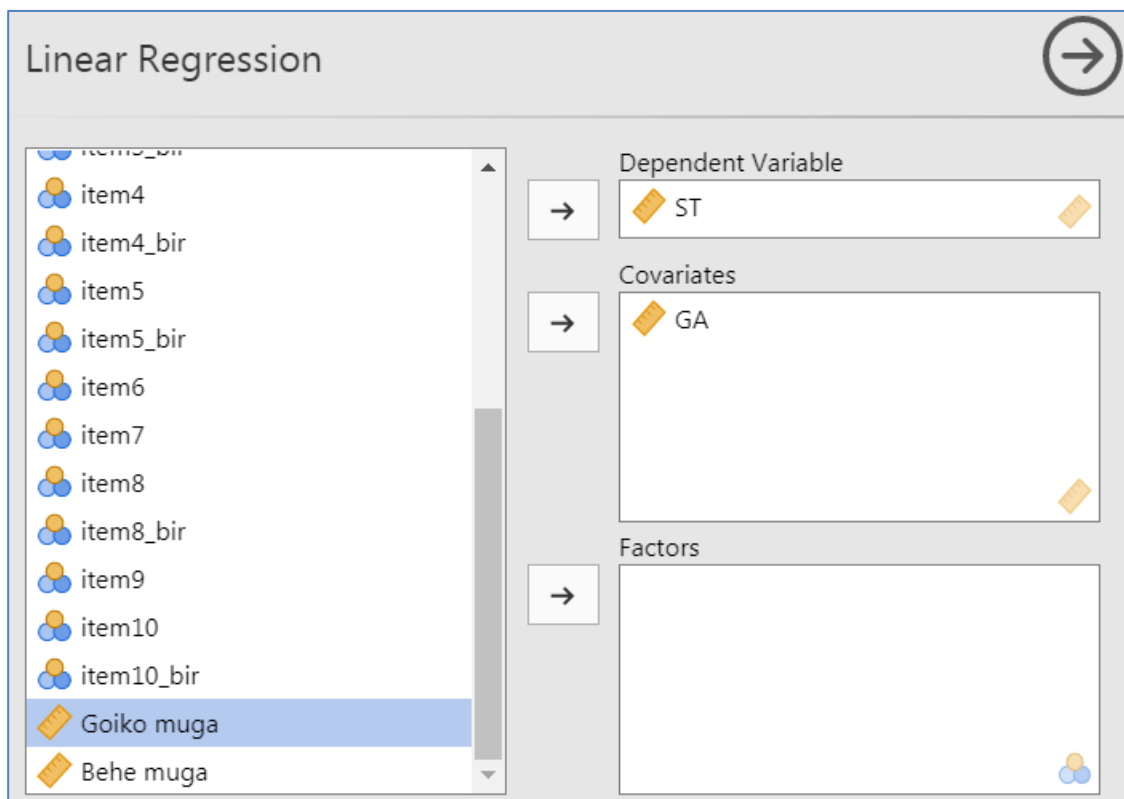 Linear Regression
item4
item4_bir
item5
item5_bir
item6
item7
item8
item8_bir
item9
item10
item10_bir
Goiko muga
Behe muga
Dependent Variable
ST
Covariates
GA
Factors